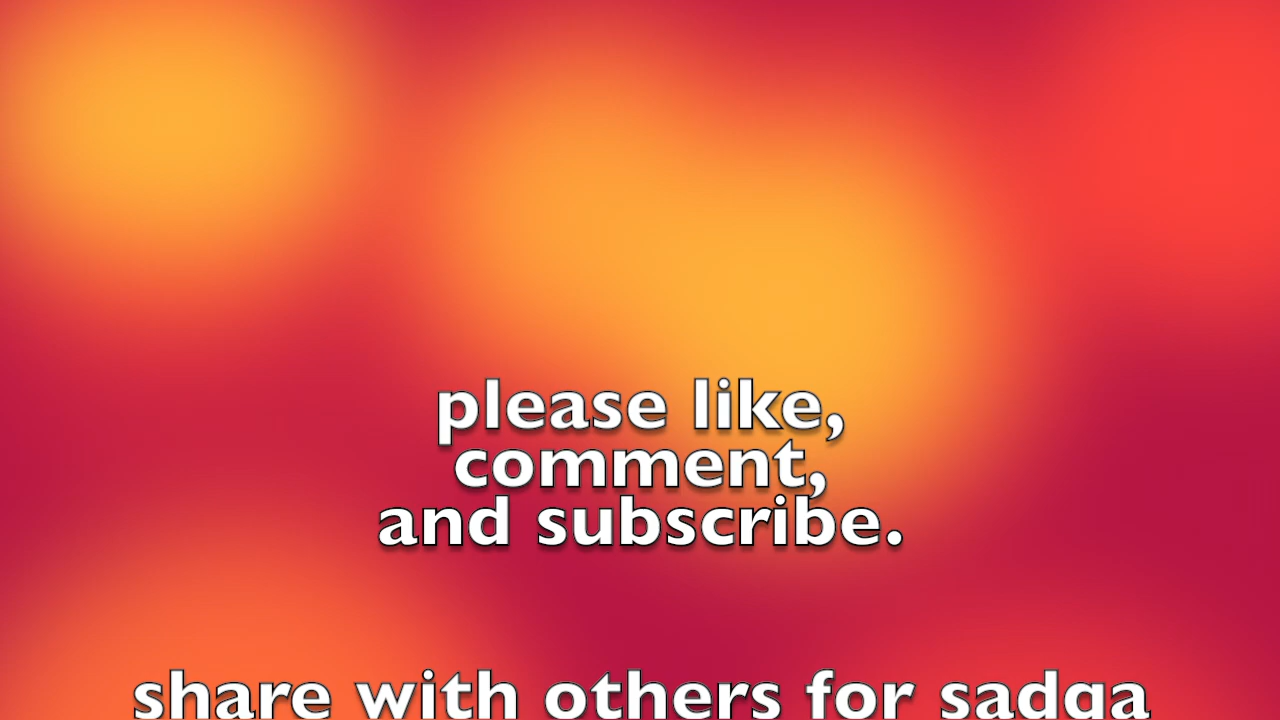 please like,
comment,
and subscribe.
share with others for sadqa